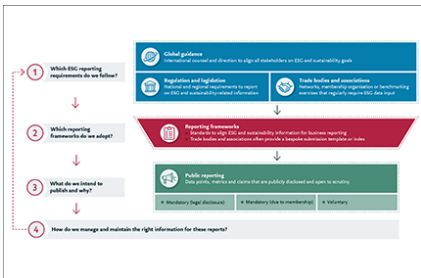 1
Which ESG reporting
requirements do we follow?
Global guidance
International counsel and direction to align all stakeholders on ESG and sustainability goals
Regulation and legislation
National and regional requirements to report
on ESG and sustainability-related information
Trade bodies and associations
Networks, membership organisation or benchmarking
exercises that regularly require ESG data input
2
Which reporting
frameworks do we adopt?
Reporting frameworks
Standards to align ESG and sustainability information for business reporting
Trade bodies and associations often provide a bespoke submission template or index
3
What do we intend to
publish and why?
Public reporting
Data points, metrics and claims that are publicly disclosed and open to scrutiny
Mandatory (legal disclosure)
Mandatory (due to membership)
Voluntary
4
How do we manage and maintain the right information for these reports?